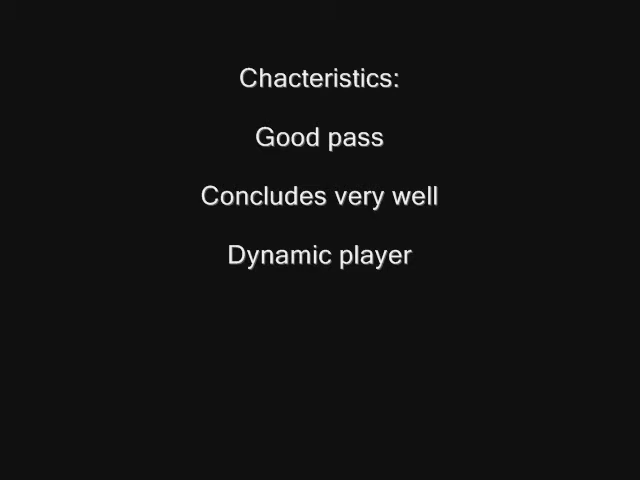 Chacteristics:
Good pass
Concludes very well
Dynamic player